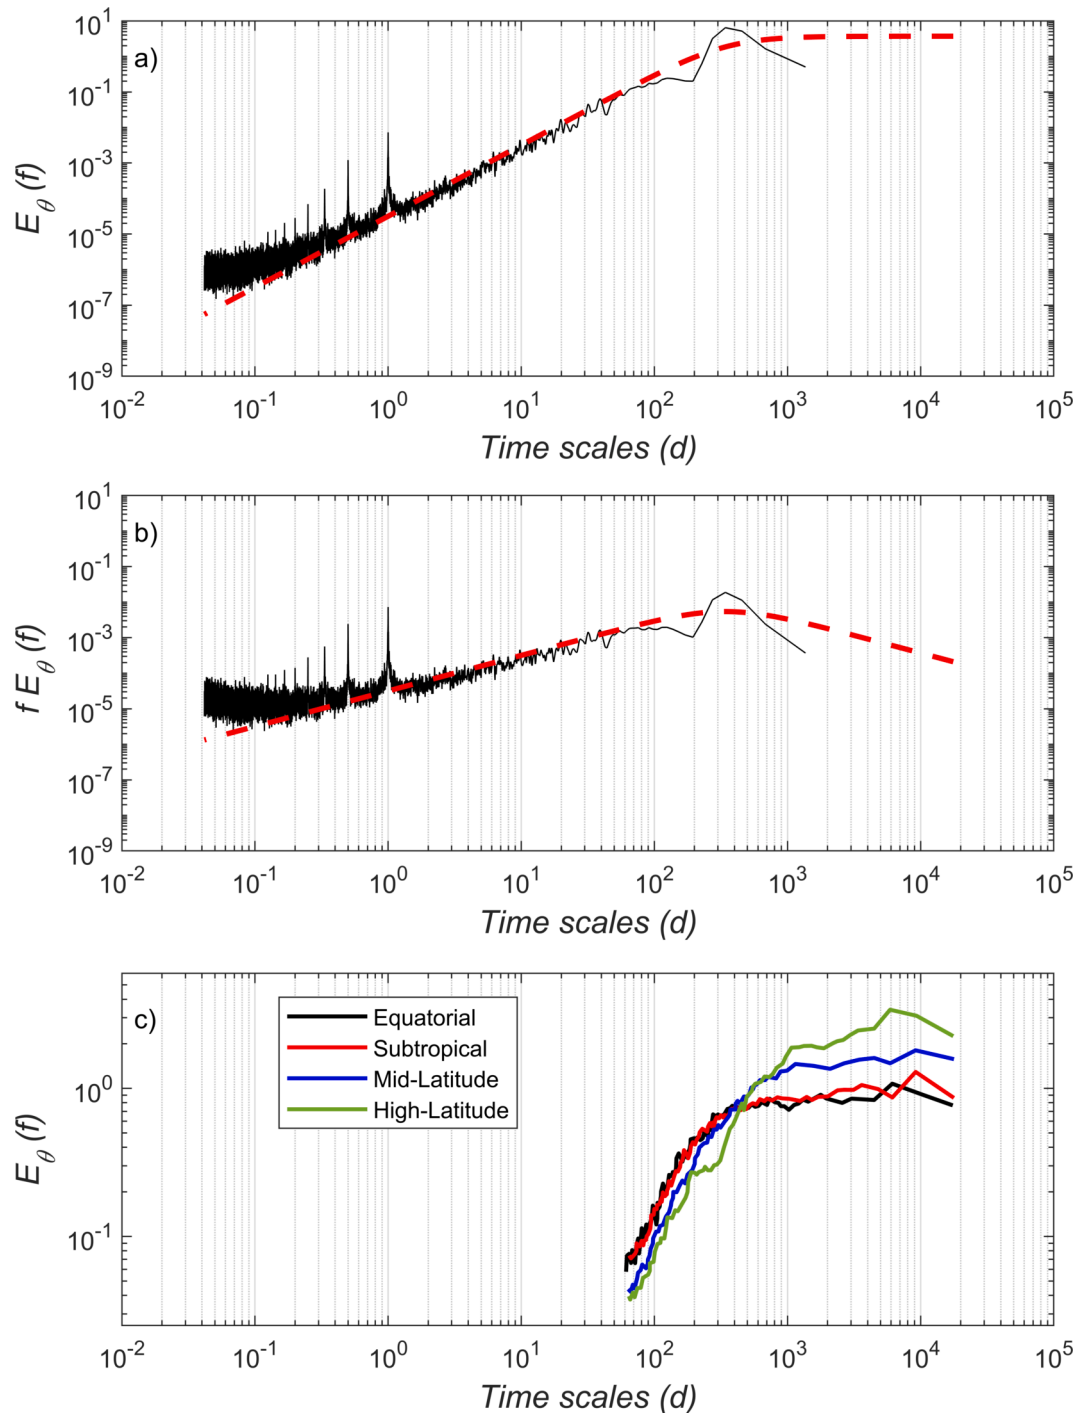 10^1
a)
10^-1
10^-3
10^-5
10^-7
10^-9
E_θ (f)
10^-2 10^-1 10^0 10^1 10^2 10^3 10^4 10^5
Time scales (d)
10^1
b)
10^-1
10^-3
10^-5
10^-7
10^-9
f E_θ (f)
10^-2 10^-1 10^0 10^1 10^2 10^3 10^4 10^5
Time scales (d)
c)
Equatorial
Subtropical
Mid-Latitude
High-Latitude
10^0
10^-1
E_θ (f)
10^-2 10^-1 10^0 10^1 10^2 10^3 10^4 10^5
Time scales (d)